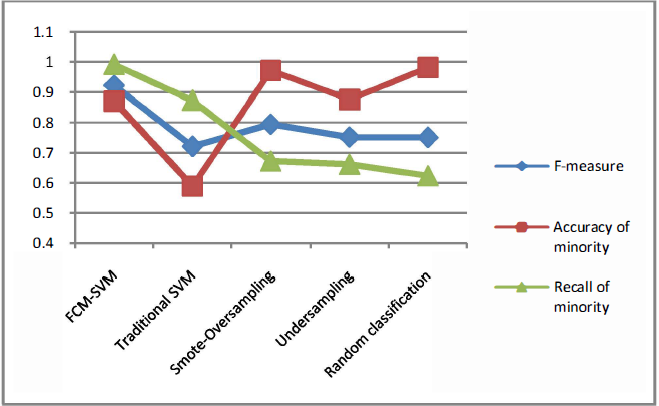 1.1
1
0.9
0.8
0.7
0.6
0.5
0.4
FCM-SVM
Traditional SVM
Smote-Oversampling
Undersampling
Random classification
F-measure
Accuracy of
minority
Recall of
minority